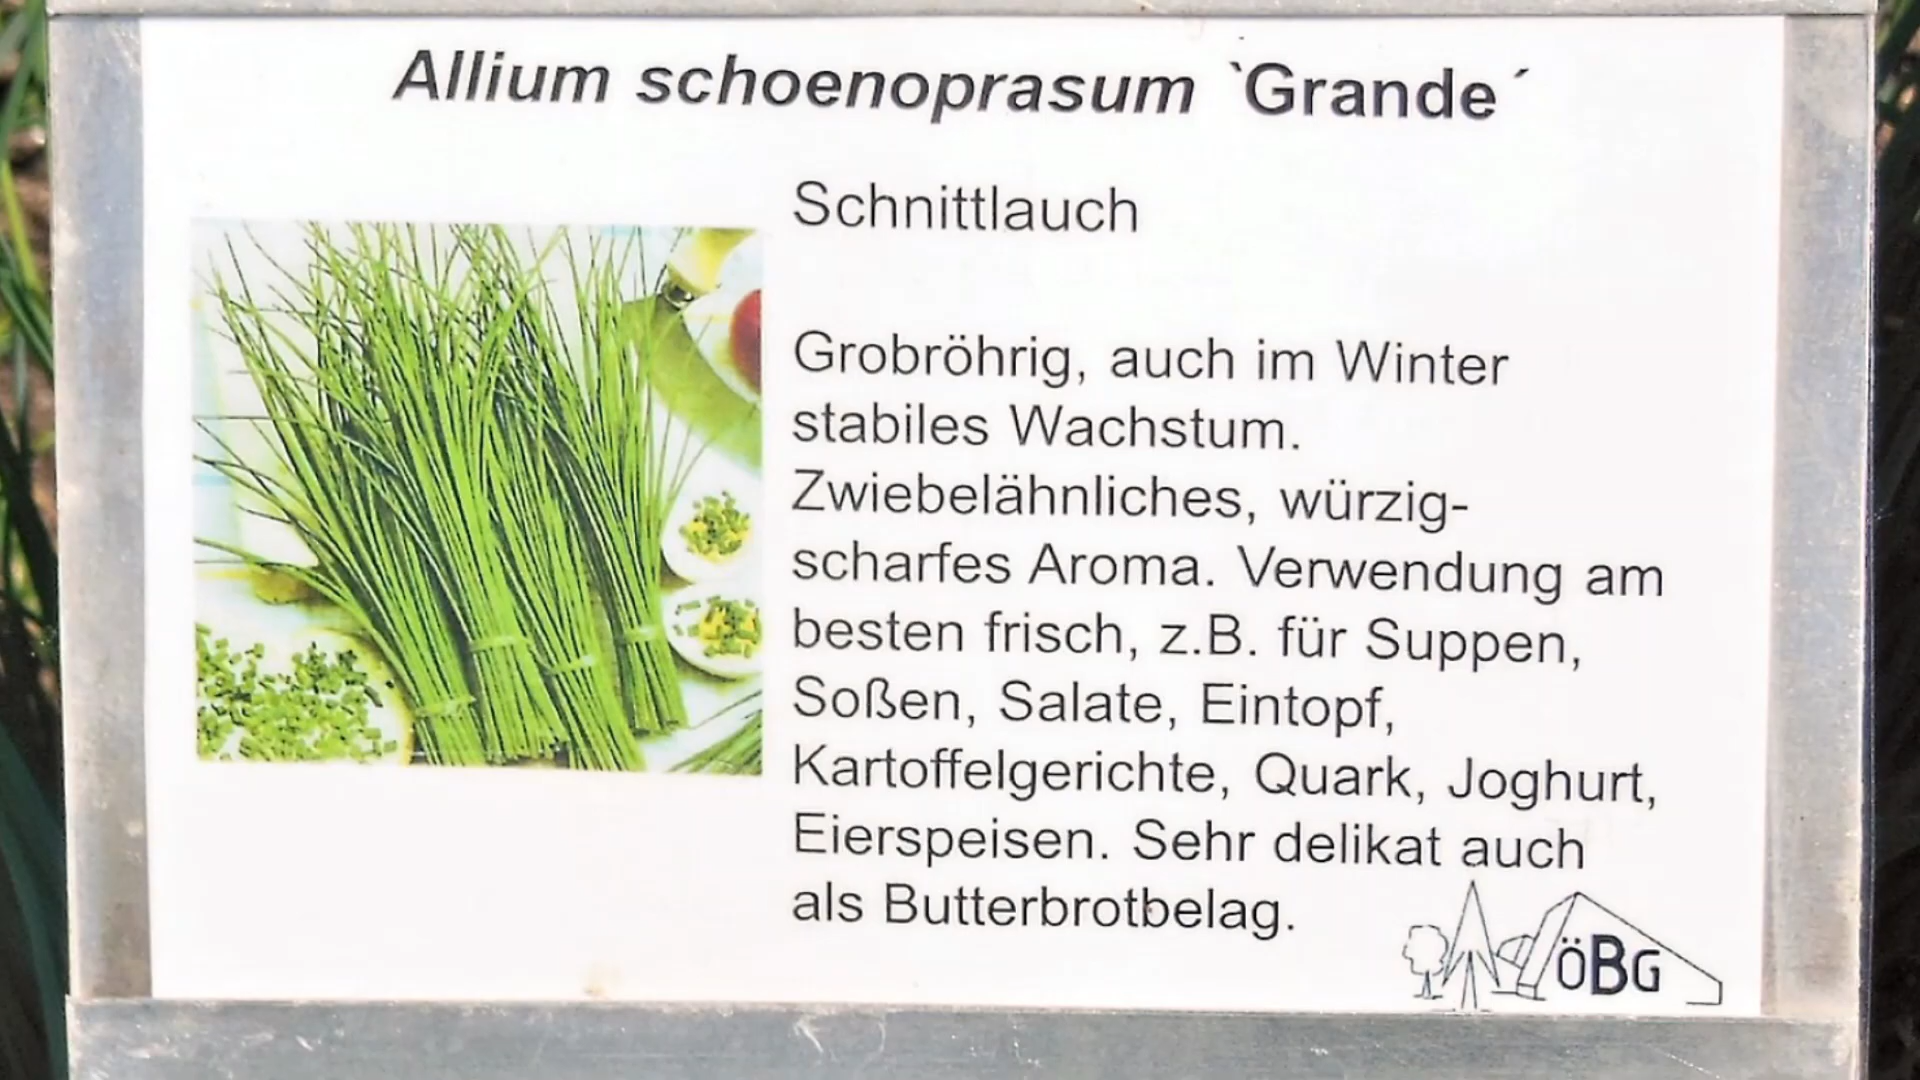 Allium schoenoprasum `Grande´
Schnittlauch
Grobröhrig, auch im Winter
stabiles Wachstum.
Zwiebelähnliches, würzig-
scharfes Aroma. Verwendung am
besten frisch, z.B. für Suppen,
Soßen, Salate, Eintopf,
Kartoffelgerichte, Quark, Joghurt,
Eierspeisen. Sehr delikat auch
als Butterbrotbelag.
ÖBG